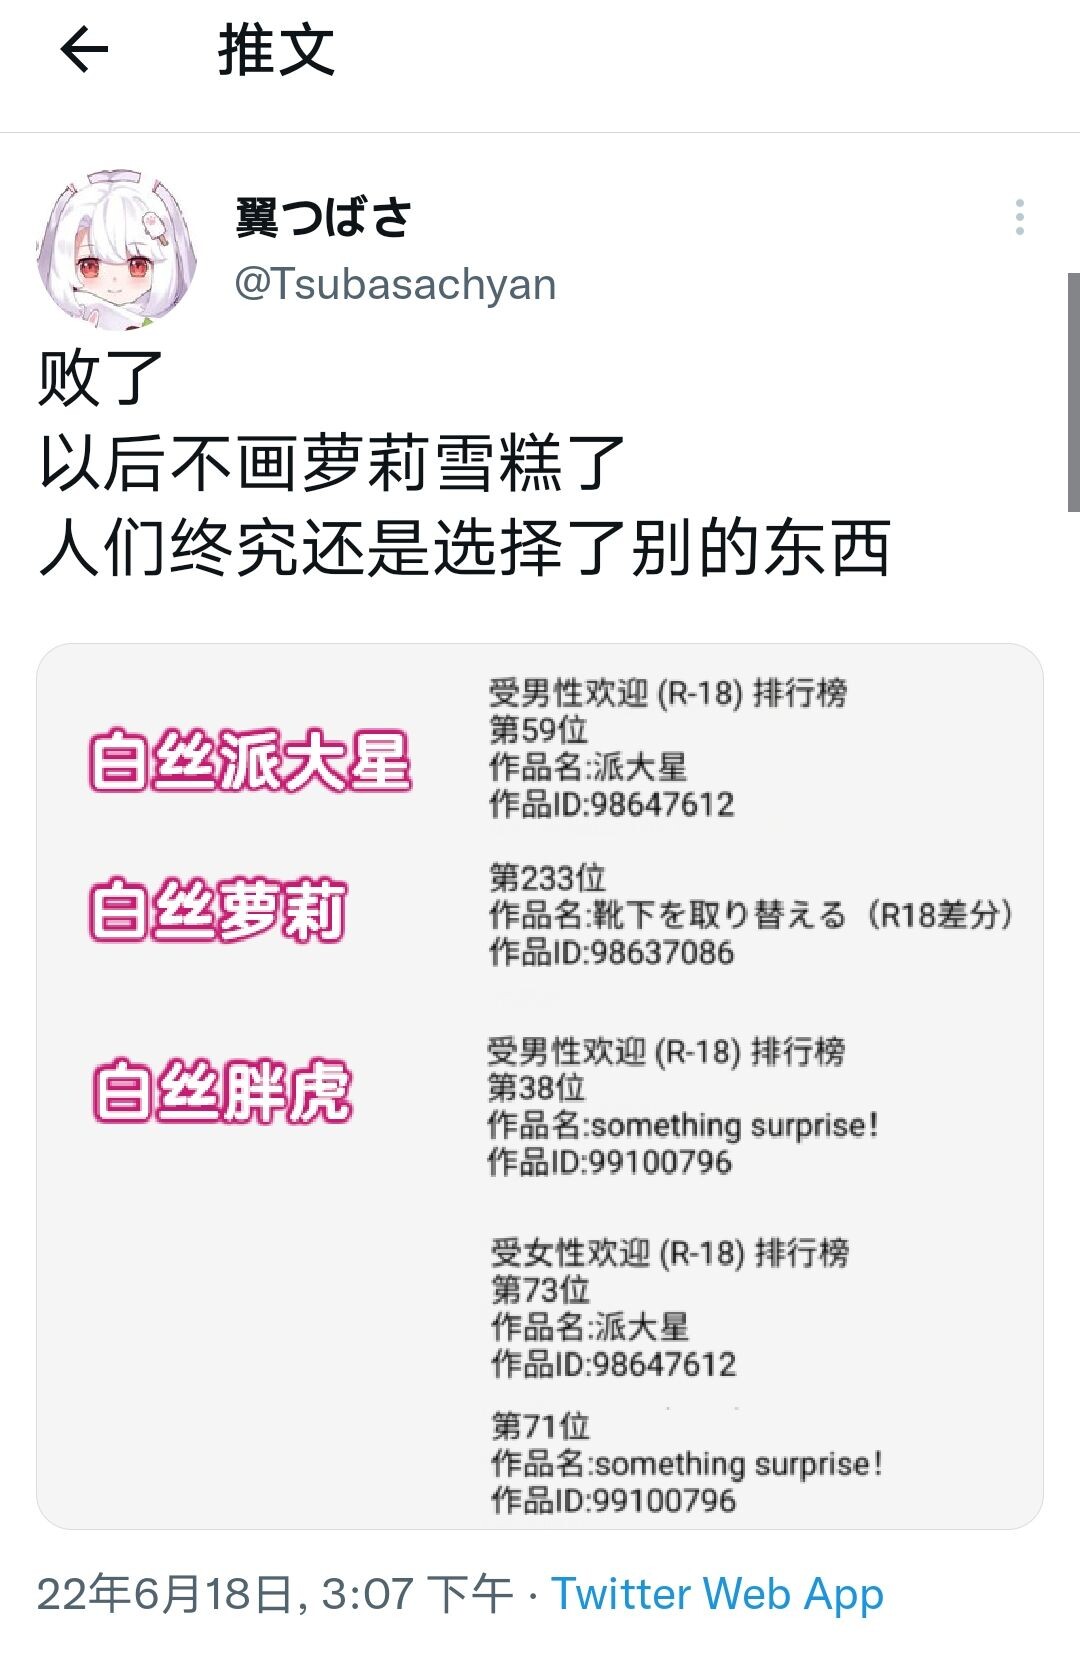 推文
翼つばさ
@Tsubasachyan
败了
以后不画萝莉雪糕了
人们终究还是选择了别的东西
受男性欢迎 (R-18) 排行榜
第59位
白丝派大星
作品名:派大星
作品ID:98647612
第233位
白丝萝莉
作品名:靴下を取り替える（R18差分）
作品ID:98637086
受男性欢迎 (R-18) 排行榜
第38位
白丝胖虎
作品名:something surprise!
作品ID:99100796
受女性欢迎 (R-18) 排行榜
第73位
作品名:派大星
作品ID:98647612
第71位
作品名:something surprise!
作品ID:99100796
22年6月18日, 3:07 下午 · Twitter Web App